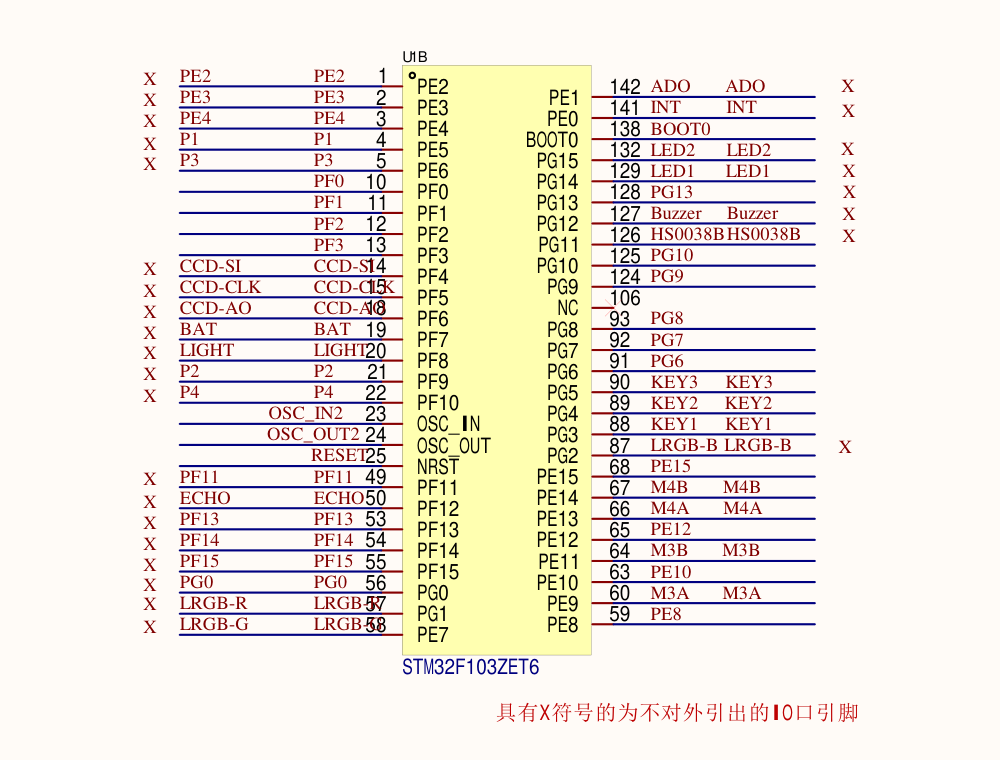 U1B
X PE2 PE2 1 PE2
X PE3 PE3 2 PE3
X PE4 PE4 3 PE4
X P1 P1 4 PE5
X P3 P3 5 PE6
PF0 10 PF0
PF1 11 PF1
PF2 12 PF2
PF3 13 PF3
X CCD-SI CCD-SI 14 PF4
X CCD-CLK CCD-CLK 15 PF5
X CCD-AO CCD-AO 18 PF6
X BAT BAT 19 PF7
X LIGHT LIGHT 20 PF8
X P2 P2 21 PF9
X P4 P4 22 PF10
OSC_IN2 23 OSC_IN
OSC_OUT2 24 OSC_OUT
RESET 25 NRST
X PF11 PF11 49 PF11
X ECHO ECHO 50 PF12
X PF13 PF13 53 PF13
X PF14 PF14 54 PF14
X PF15 PF15 55 PF15
X PG0 PG0 56 PG0
X LRGB-R LRGB-R 57 PG1
X LRGB-G LRGB-G 58 PE7
PE1 142 ADO ADO X
PE0 141 INT INT X
BOOT0 138 BOOT0
PG15 132 LED2 LED2 X
PG14 129 LED1 LED1 X
PG13 128 PG13 X
PG12 127 Buzzer Buzzer X
PG11 126 HS0038B HS0038B X
PG10 125 PG10
PG9 124 PG9
NC 106
PG8 93 PG8
PG7 92 PG7
PG6 91 PG6
PG5 90 KEY3 KEY3
PG4 89 KEY2 KEY2
PG3 88 KEY1 KEY1
PG2 87 LRGB-B LRGB-B X
PE15 68 PE15
PE14 67 M4B M4B
PE13 66 M4A M4A
PE12 65 PE12
PE11 64 M3B M3B
PE10 63 PE10
PE9 60 M3A M3A
PE8 59 PE8
STM32F103ZET6
具有X符号的为不对外引出的IO口引脚